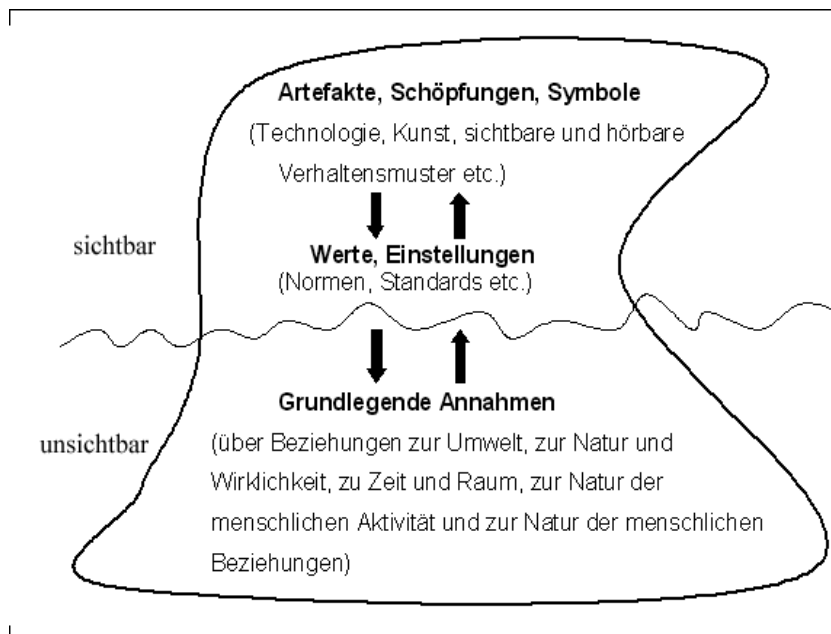 Artefakte, Schöpfungen, Symbole
(Technologie, Kunst, sichtbare und hörbare
Verhaltensmuster etc.)
sichtbar
Werte, Einstellungen
(Normen, Standards etc.)
Grundlegende Annahmen
unsichtbar
(über Beziehungen zur Umwelt, zur Natur und
Wirklichkeit, zu Zeit und Raum, zur Natur der
menschlichen Aktivität und zur Natur der menschlichen
Beziehungen)